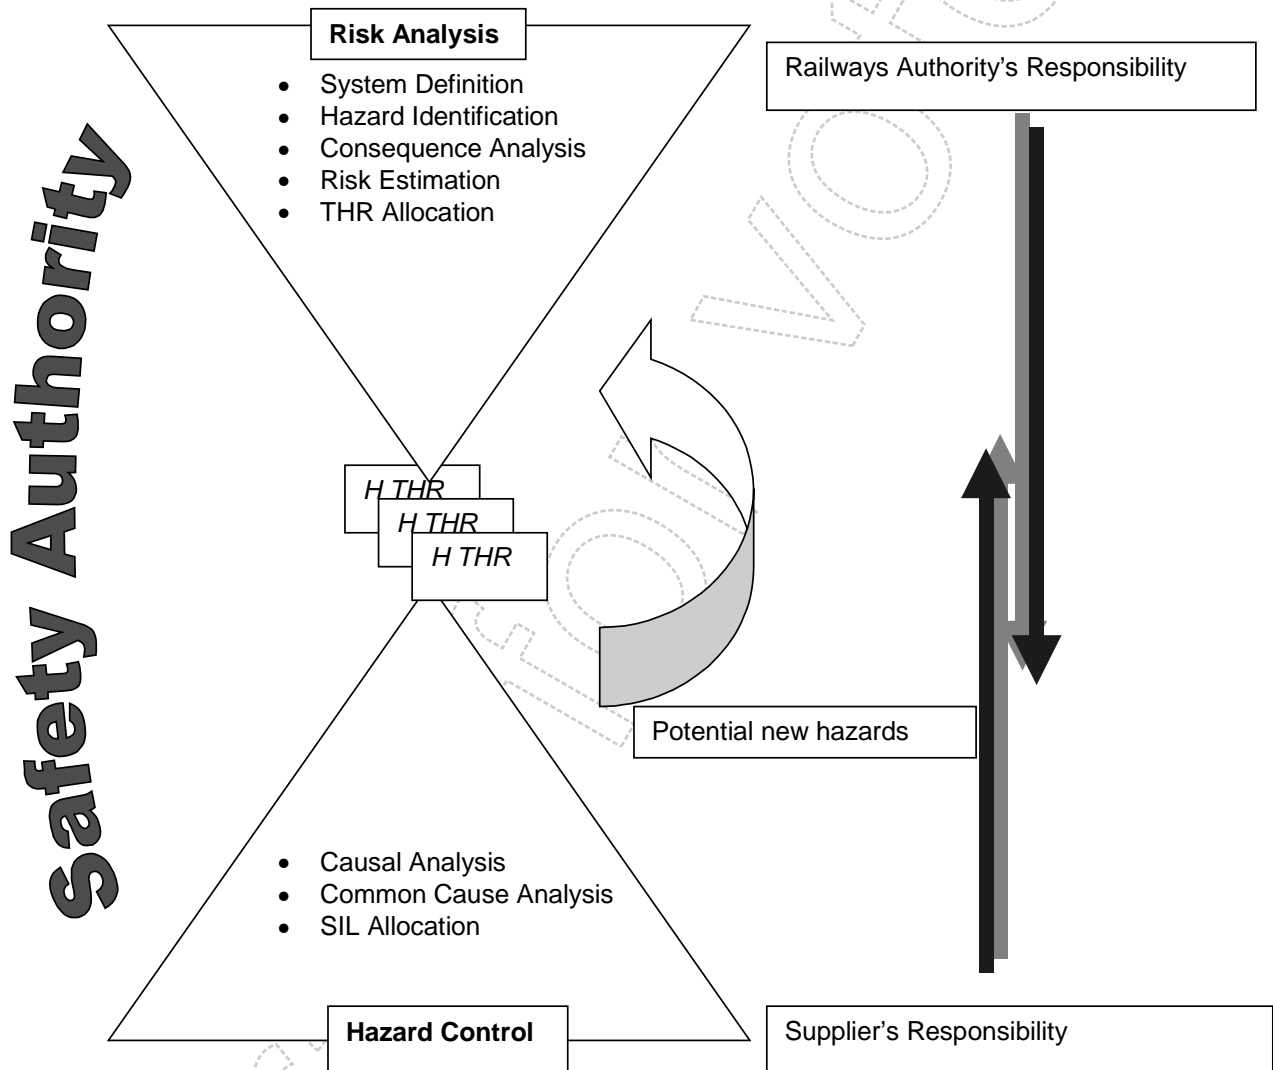 Risk Analysis
• System Definition
• Hazard Identification
• Consequence Analysis
• Risk Estimation
• THR Allocation
Railways Authority's Responsibility
Safety Authority
H THR
H THR
H THR
Potential new hazards
• Causal Analysis
• Common Cause Analysis
• SIL Allocation
Hazard Control
Supplier's Responsibility